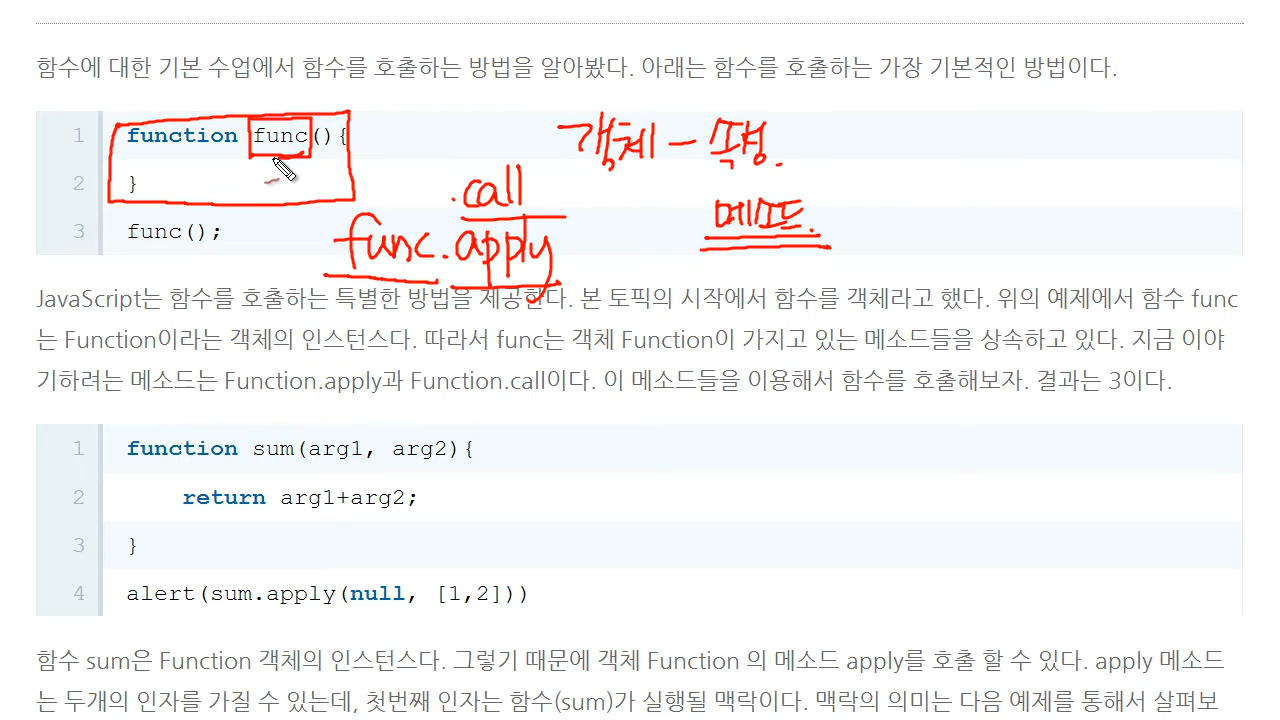 함수에 대한 기본 수업에서 함수를 호출하는 방법을 알아봤다. 아래는 함수를 호출하는 가장 기본적인 방법이다.
1 function func(){
객체 - 속성.
2 }
.call
메소드.
3 func();
func.apply
JavaScript는 함수를 호출하는 특별한 방법을 제공한다. 본 토픽의 시작에서 함수를 객체라고 했다. 위의 예제에서 함수 func
는 Function이라는 객체의 인스턴스다. 따라서 func는 객체 Function이 가지고 있는 메소드들을 상속하고 있다. 지금 이야
기하려는 메소드는 Function.apply과 Function.call이다. 이 메소드들을 이용해서 함수를 호출해보자. 결과는 3이다.
1 function sum(arg1, arg2){
2 return arg1+arg2;
3 }
4 alert(sum.apply(null, [1,2]))
함수 sum은 Function 객체의 인스턴스다. 그렇기 때문에 객체 Function 의 메소드 apply를 호출 할 수 있다. apply 메소드
는 두개의 인자를 가질 수 있는데, 첫번째 인자는 함수(sum)가 실행될 맥락이다. 맥락의 의미는 다음 예제를 통해서 살펴보